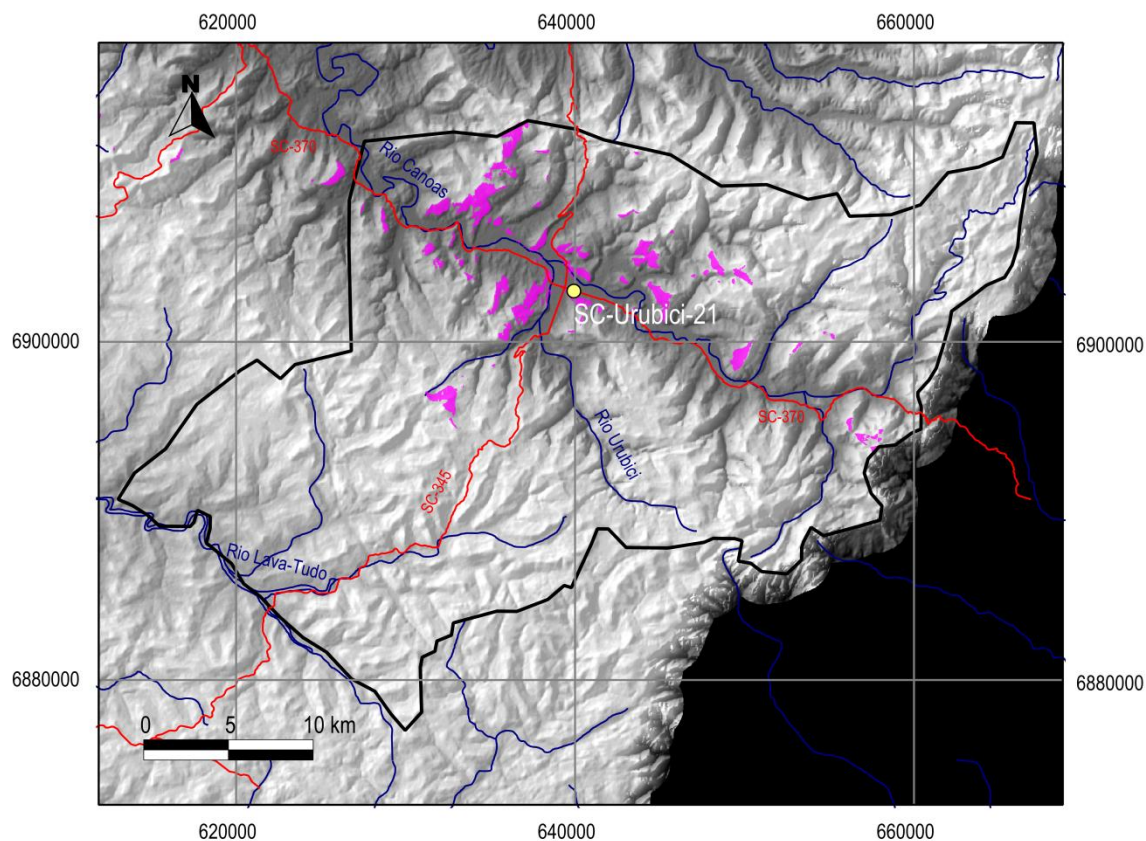 620000
640000
660000
N
SC-370
Rio Canoas
SC-Urubici-21
6900000
6900000
SC-370
Rio Urubici
SC-345
Rio Lava-Tudo
6880000
6880000
0 5 10 km
620000
640000
660000